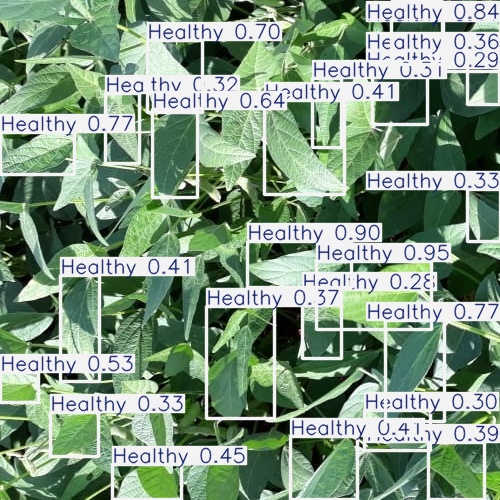 Healthy 0.84
Healthy 0.70
Healthy 0.36
Healthy 0.29
Healthy 0.31
Healthy 0.32
Healthy 0.41
Healthy 0.64
Healthy 0.77
Healthy 0.33
Healthy 0.90
Healthy 0.95
Healthy 0.41
Healthy 0.28
Healthy 0.37
Healthy 0.77
Healthy 0.53
Healthy 0.33
Healthy 0.30
Healthy 0.41
Healthy 0.39
Healthy 0.45